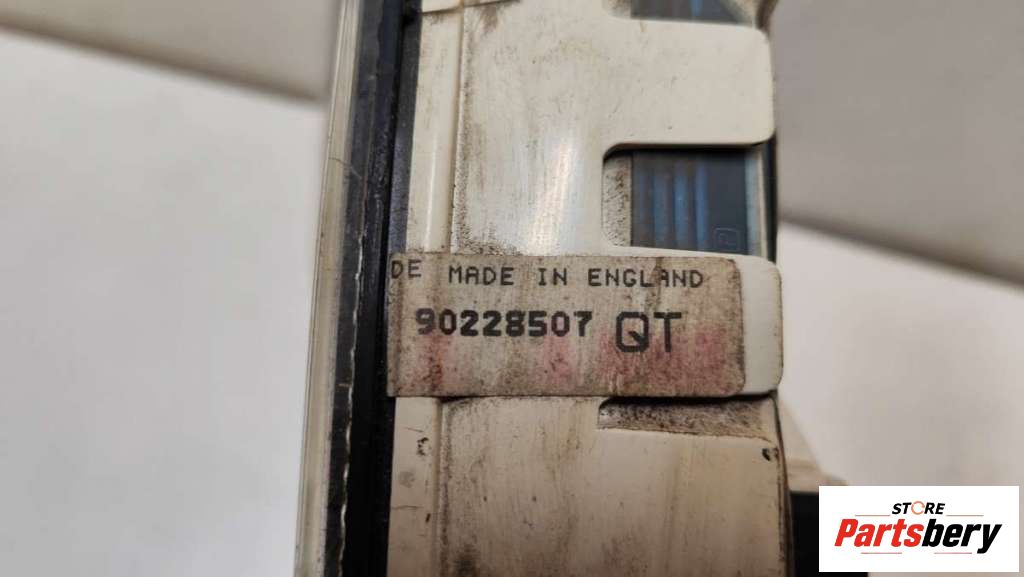 DE MADE IN ENGLAND
90228507 QT
STORE
Partsbery